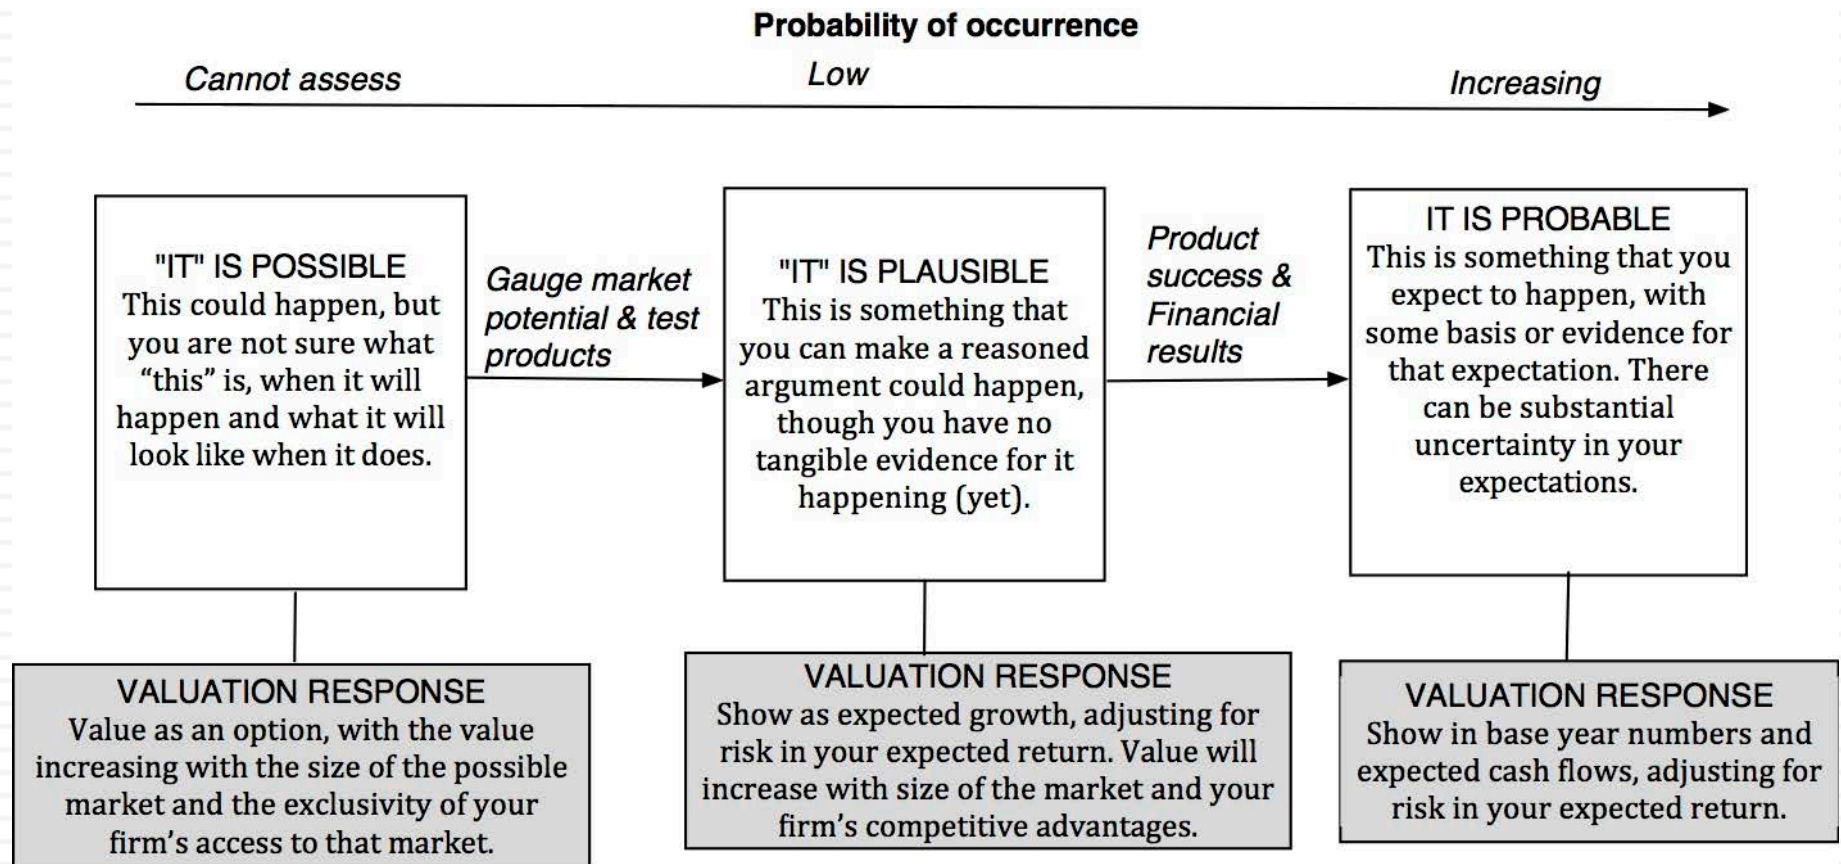 Probability of occurrence
Cannot assess
Low
Increasing
"IT" IS POSSIBLE
This could happen, but
you are not sure what
“this” is, when it will
happen and what it will
look like when it does.
Gauge market
potential & test
products
"IT" IS PLAUSIBLE
This is something that
you can make a reasoned
argument could happen,
though you have no
tangible evidence for it
happening (yet).
Product
success &
Financial
results
IT IS PROBABLE
This is something that you
expect to happen, with
some basis or evidence for
that expectation. There
can be substantial
uncertainty in your
expectations.
VALUATION RESPONSE
Value as an option, with the value
increasing with the size of the possible
market and the exclusivity of your
firm’s access to that market.
VALUATION RESPONSE
Show as expected growth, adjusting for
risk in your expected return. Value will
increase with size of the market and your
firm’s competitive advantages.
VALUATION RESPONSE
Show in base year numbers and
expected cash flows, adjusting for
risk in your expected return.